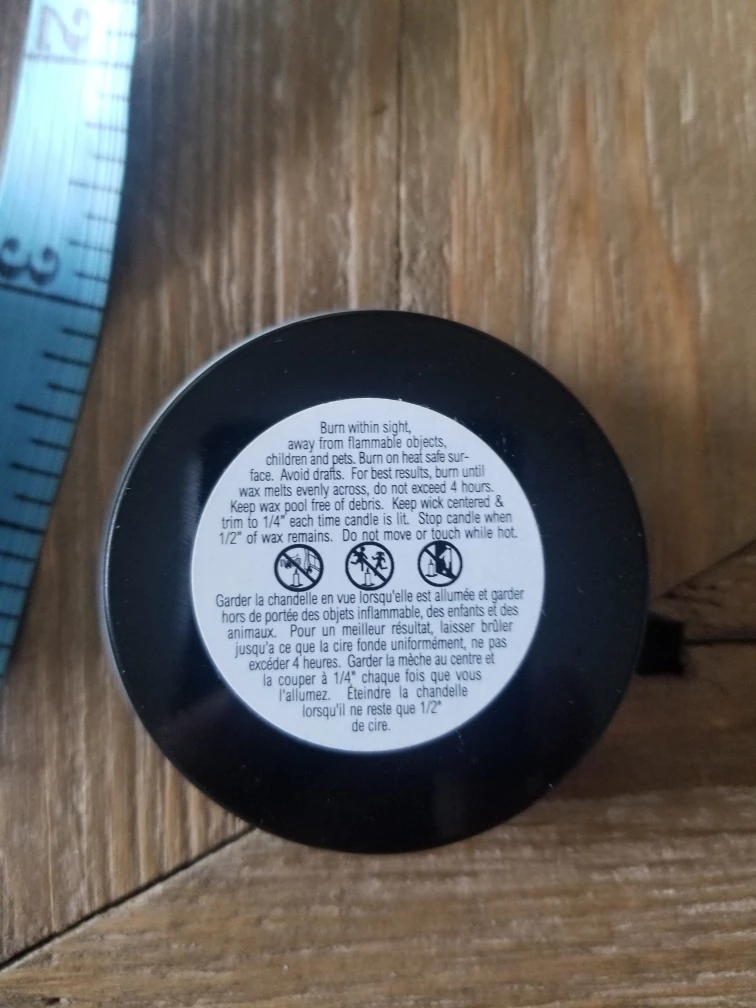 2
3
Burn within sight,
away from flammable objects,
children and pets. Burn on heat safe sur-
face. Avoid drafts. For best results, burn until
wax melts evenly across, do not exceed 4 hours.
Keep wax pool free of debris. Keep wick centered &
trim to 1/4" each time candle is lit. Stop candle when
1/2" of wax remains. Do not move or touch while hot.
Garder la chandelle en vue lorsqu'elle est allumée et garder
hors de portée des objets inflammable, des enfants et des
animaux. Pour un meilleur résultat, laisser brûler
jusqu'a ce que la cire fonde uniformément, ne pas
excéder 4 heures. Garder la mèche au centre et
la couper à 1/4" chaque fois que vous
l'allumez. Éteindre la chandelle
lorsqu'il ne reste que 1/2"
de cire.